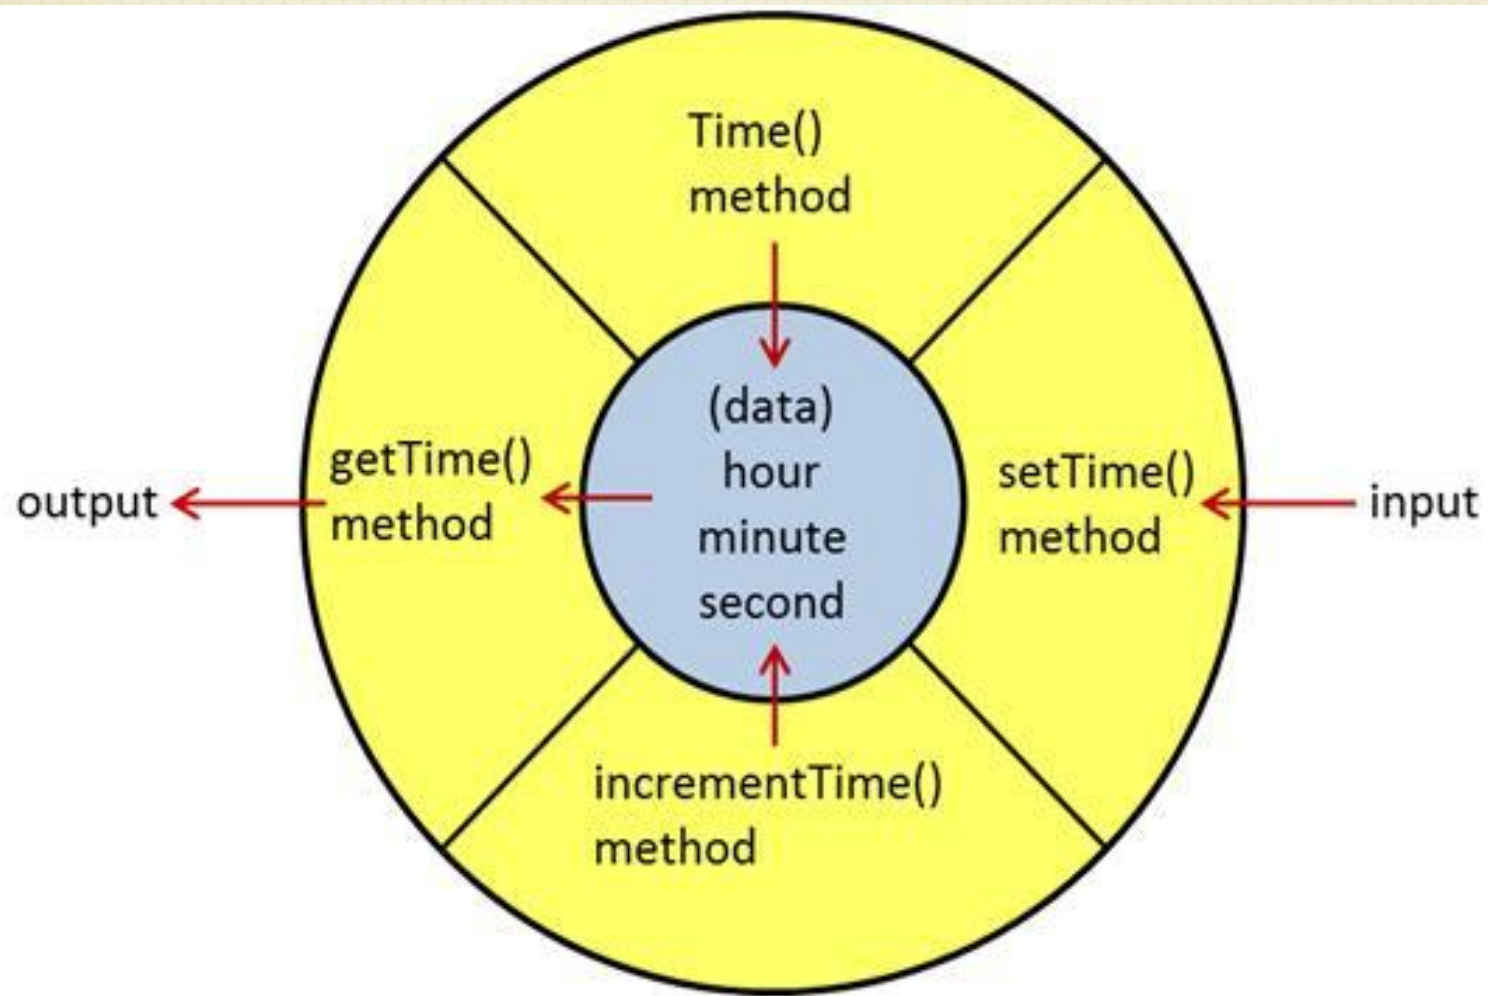 Time()
method
(data)
hour
minute
second
getTime()
method
output
setTime()
method
input
incrementTime()
method